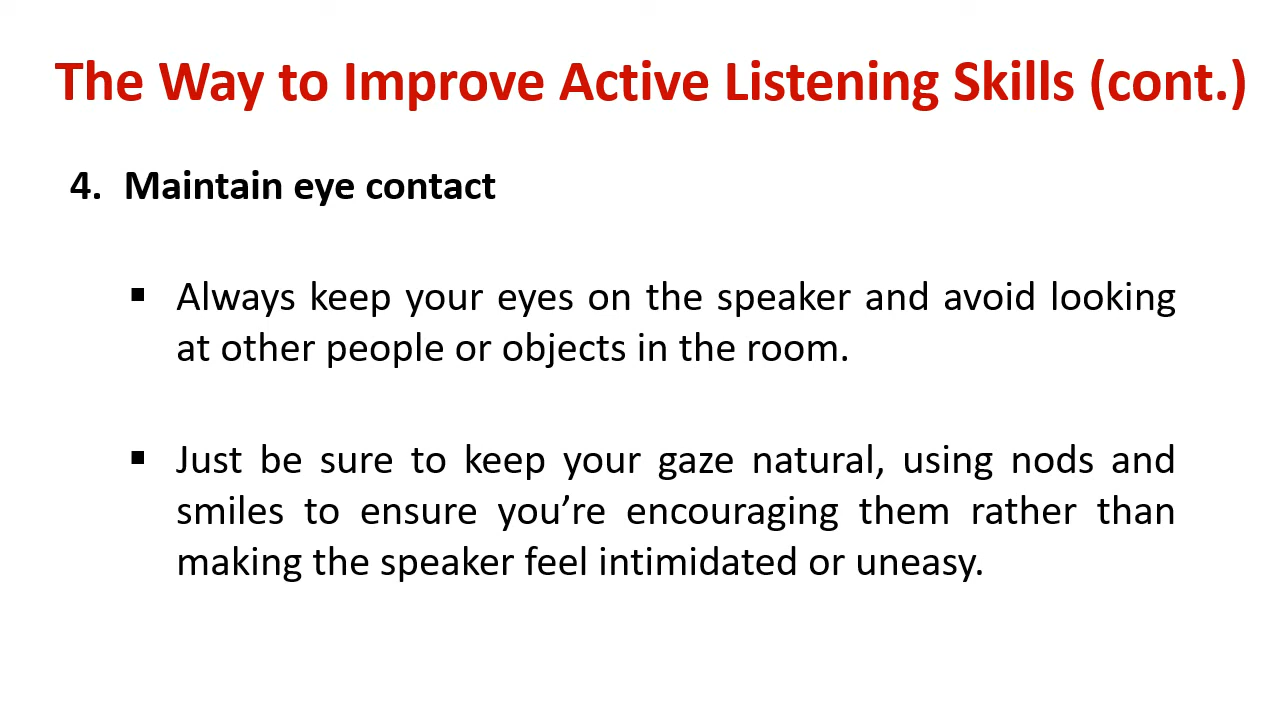 The Way to Improve Active Listening Skills (cont.)
4. Maintain eye contact
▪ Always keep your eyes on the speaker and avoid looking
at other people or objects in the room.
▪ Just be sure to keep your gaze natural, using nods and
smiles to ensure you’re encouraging them rather than
making the speaker feel intimidated or uneasy.